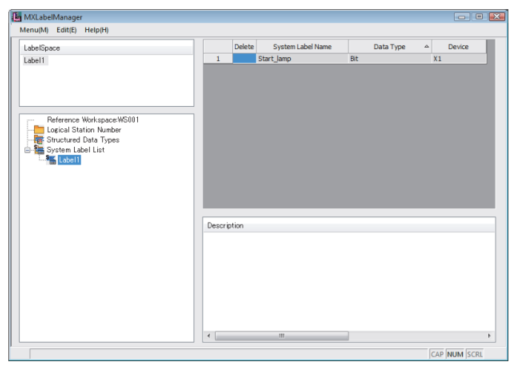 MXLabelManager
Menu(M) Edit(E) Help(H)
LabelSpace
Label1
Delete System Label Name Data Type Device
1 Start_lamp Bit X1
Reference Workspace:WS001
Logical Station Number
Structured Data Types
System Label List
Label1
Description
CAP NUM SCRL